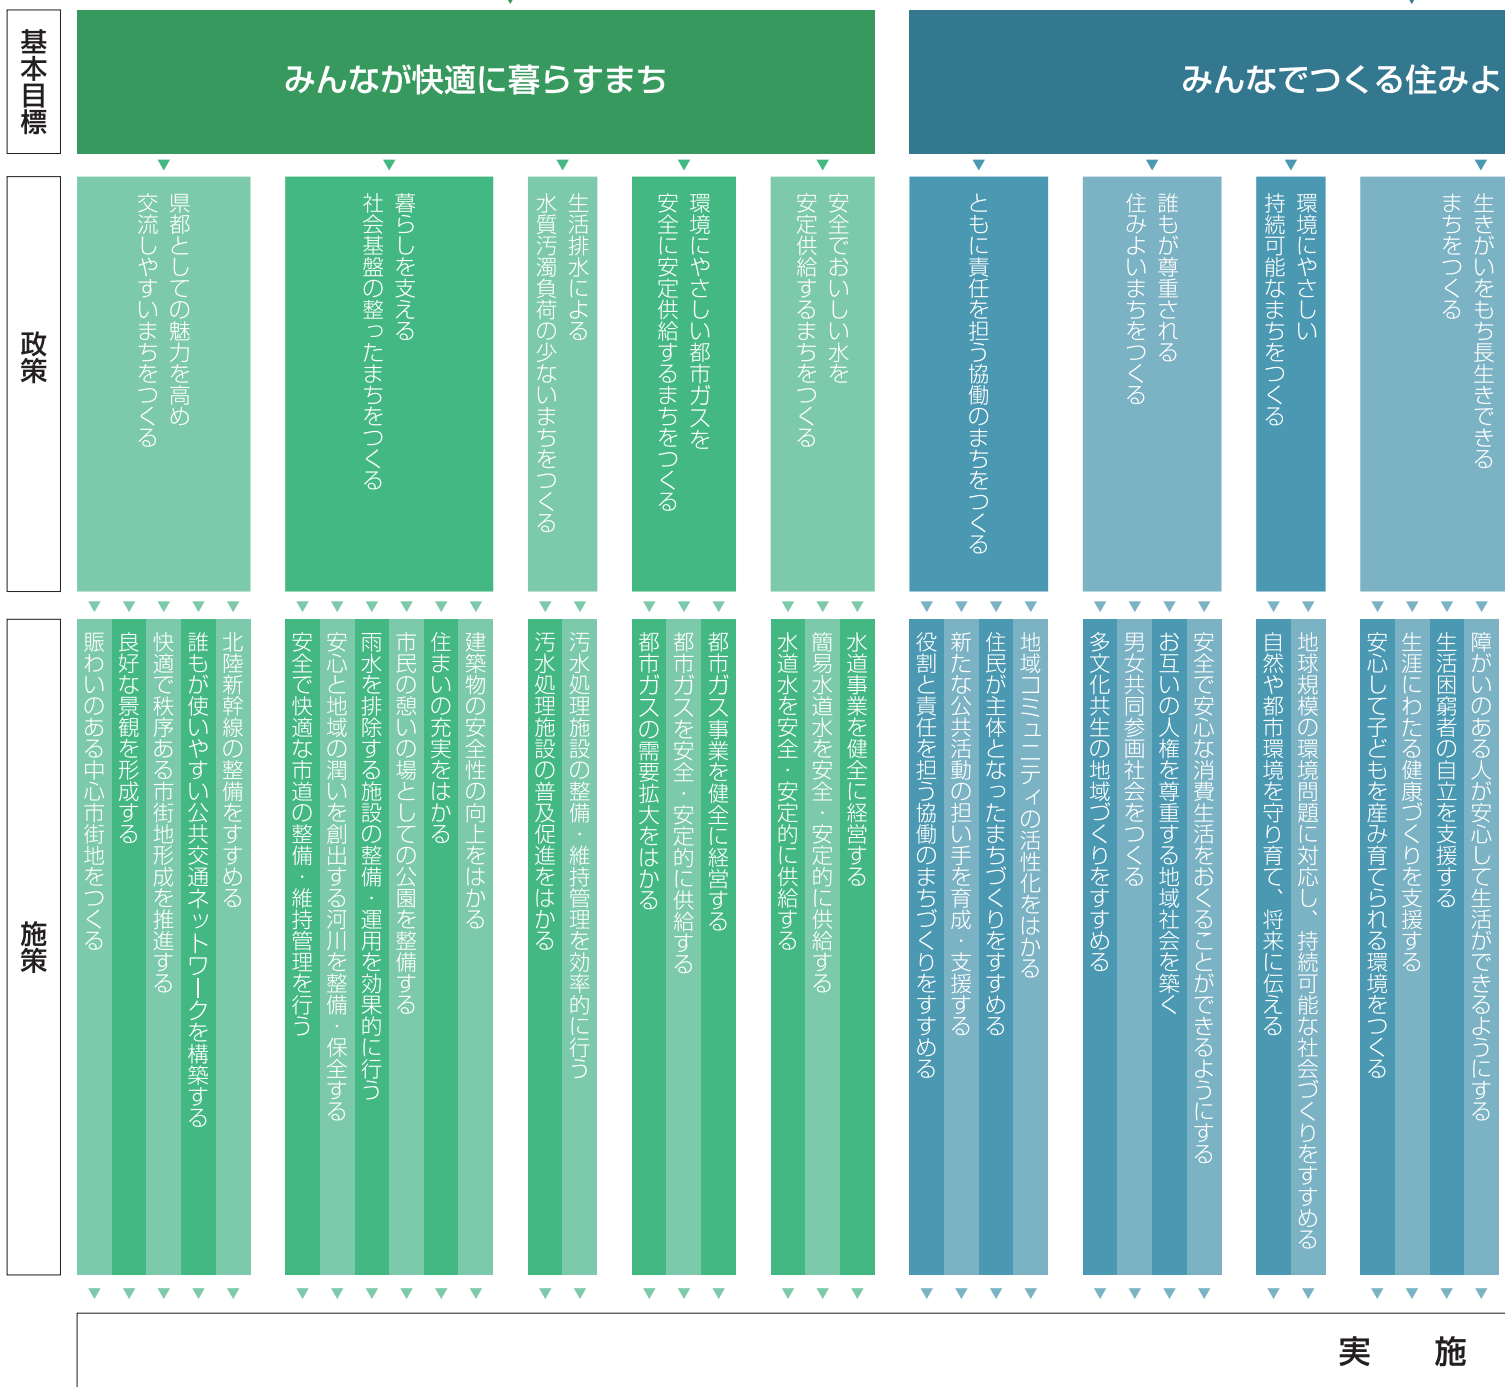 基本目標
みんなが快適に暮らすまち
みんなでつくる住みよ
政策
県都としての魅力を高め
交流しやすいまちをつくる
暮らしを支える
社会基盤の整ったまちをつくる
生活排水による
水質汚濁負荷の少ないまちをつくる
環境にやさしい都市ガスを
安全に安定供給するまちをつくる
安全でおいしい水を
安定供給するまちをつくる
ともに責任を担う協働のまちをつくる
誰もが尊重される
住みよいまちをつくる
環境にやさしい
持続可能なまちをつくる
生きがいをもち長生きできる
まちをつくる
施策
賑わいのある中心市街地をつくる
良好な景観を形成する
快適で秩序ある市街地形成を推進する
誰もが使いやすい公共交通ネットワークを構築する
北陸新幹線の整備をすすめる
安全で快適な市道の整備・維持管理を行う
安心と地域の潤いを創出する河川を整備・保全する
雨水を排除する施設の整備・運用を効果的に行う
市民の憩いの場としての公園を整備する
住まいの充実をはかる
建築物の安全性の向上をはかる
汚水処理施設の普及促進をはかる
汚水処理施設の整備・維持管理を効率的に行う
都市ガスの需要拡大をはかる
都市ガスを安全・安定的に供給する
都市ガス事業を健全に経営する
水道水を安全・安定的に供給する
簡易水道水を安全・安定的に供給する
水道事業を健全に経営する
役割と責任を担う協働のまちづくりをすすめる
新たな公共活動の担い手を育成・支援する
住民が主体となったまちづくりをすすめる
地域コミュニティの活性化をはかる
多文化共生の地域づくりをすすめる
男女共同参画社会をつくる
お互いの人権を尊重する地域社会を築く
安全で安心な消費生活をおくることができるようにする
自然や都市環境を守り育て、将来に伝える
地球規模の環境問題に対応し、持続可能な社会づくりをすすめる
安心して子どもを産み育てられる環境をつくる
生涯にわたる健康づくりを支援する
生活困窮者の自立を支援する
障がいのある人が安心して生活ができるようにする
実 施